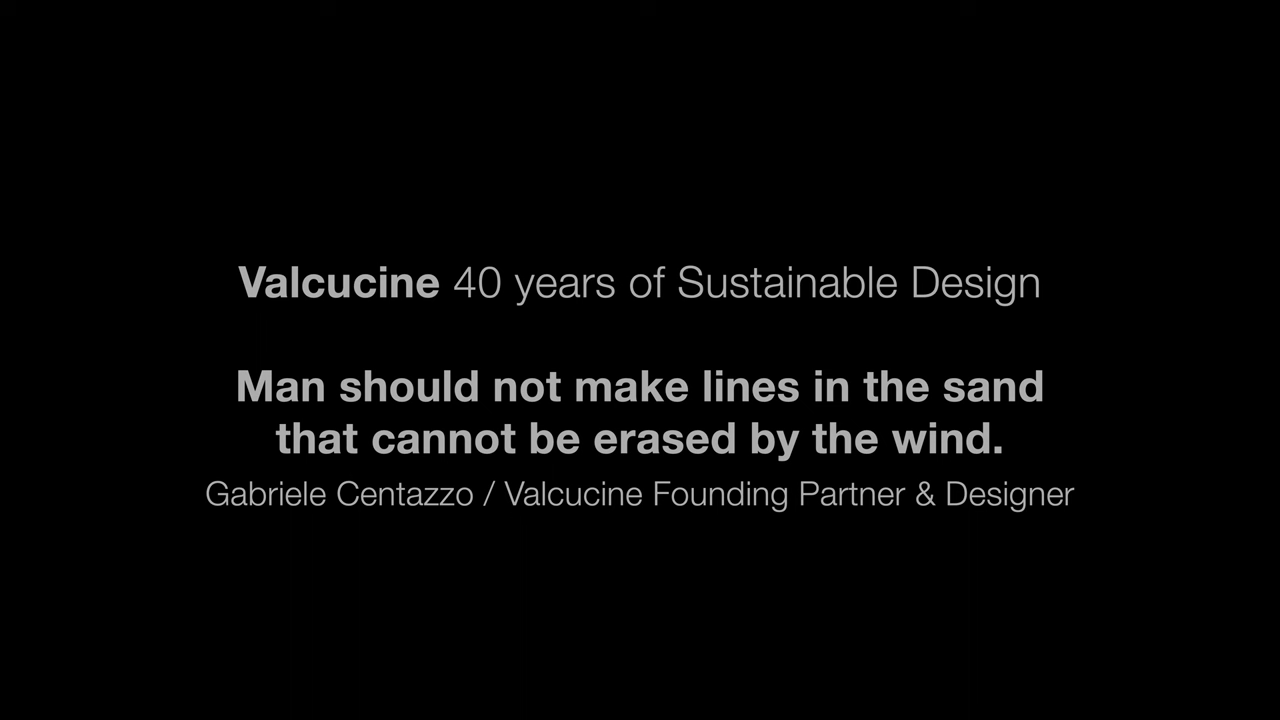 Valcucine 40 years of Sustainable Design
Man should not make lines in the sand
that cannot be erased by the wind.
Gabriele Centazzo / Valcucine Founding Partner & Designer